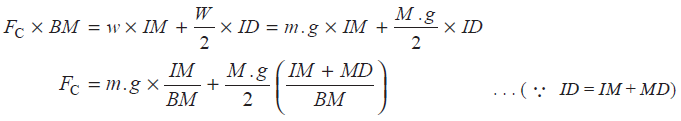 F_C × BM = w × IM + W/2 × ID = m.g × IM + M.g/2 × ID
F_C = m.g × IM/BM + M.g/2 (IM + MD/BM) ...(∵ ID = IM + MD)